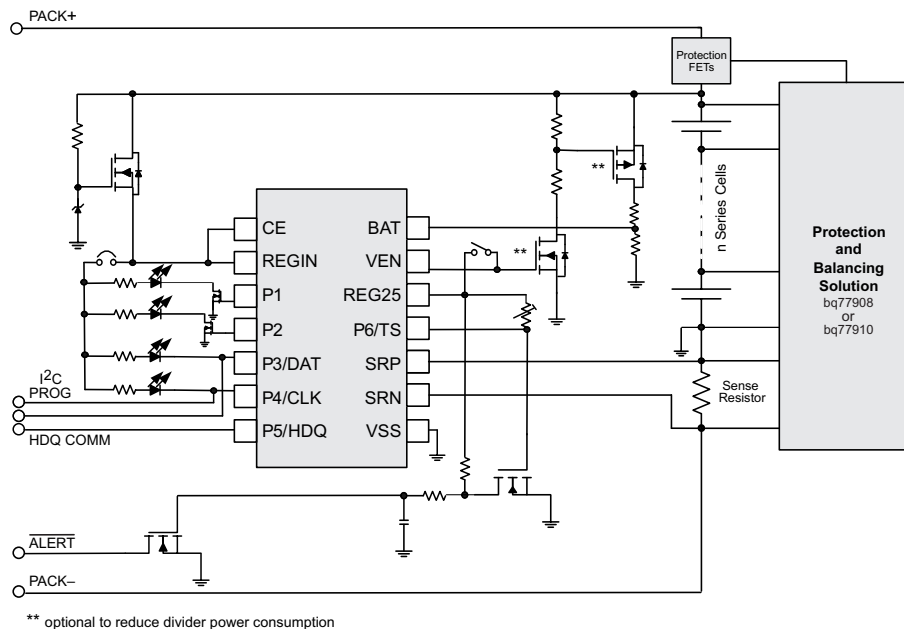 PACK+
Protection
FETs
**
CE
REGIN
P1
P2
P3/DAT
P4/CLK
P5/HDQ
BAT
VEN
REG25
P6/TS
SRP
SRN
VSS
**
n Series Cells
Protection
and
Balancing
Solution
bq77908
or
bq77910
Sense
Resistor
I²C
PROG
HDQ COMM
ALERT
PACK–
** optional to reduce divider power consumption